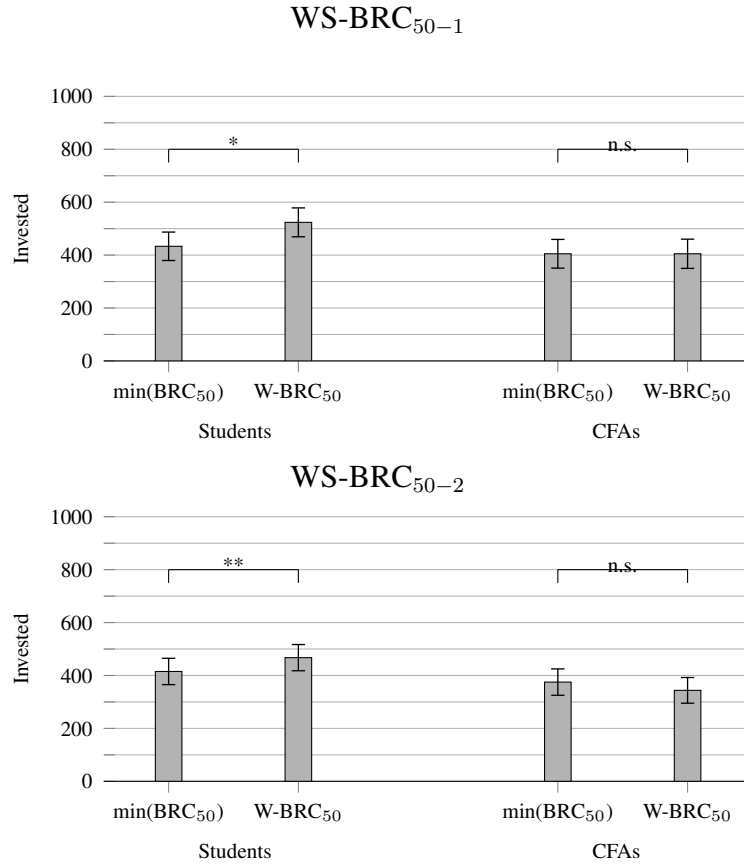 WS-BRC₅₀₋₁
1000
800
600
400
200
0
Invested
* n.s.
min(BRC₅₀) W-BRC₅₀ min(BRC₅₀) W-BRC₅₀
Students CFAs
WS-BRC₅₀₋₂
1000
800
600
400
200
0
Invested
** n.s.
min(BRC₅₀) W-BRC₅₀ min(BRC₅₀) W-BRC₅₀
Students CFAs